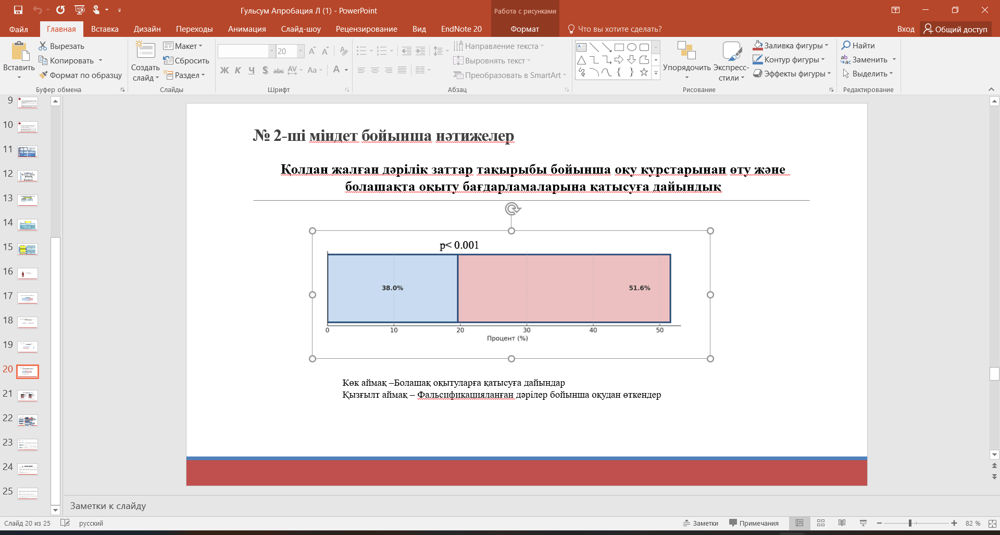 Гульсум Апробация Л (1) - PowerPoint
Работа с рисунками
Файл Главная Вставка Дизайн Переходы Анимация Слайд-шоу Рецензирование Вид EndNote 20 Формат Что вы хотите сделать? Вход Общий доступ
Вставить
Вырезать
Копировать
Формат по образцу
Буфер обмена
Создать слайд
Макет
Сбросить
Раздел
Слайды
20
Ж К Ч S abc AV Aa А
Шрифт
Направление текста
Выровнять текст
Преобразовать в SmartArt
Абзац
Упорядочить
Экспресс-стили
Заливка фигуры
Контур фигуры
Эффекты фигуры
Рисование
Найти
Заменить
Выделить
Редактирование
9
10
11
12
13
14
15
16
17
18
19
20
21
22
23
24
25
№ 2-ші міндет бойынша нәтижелер
Қолдан жалған дәрілік заттар тақырыбы бойынша оқу курстарынан өту және
болашақта оқыту бағдарламаларына қатысуға дайындық
p< 0.001
38.0% 51.6%
0 10 20 30 40 50
Процент (%)
Көк аймақ –Болашақ оқытуларға қатысуға дайындар
Қызғылт аймақ – Фальсификацияланған дәрілер бойынша оқудан өткендер
Заметки к слайду
Слайд 20 из 25 русский Заметки Примечания 82 %